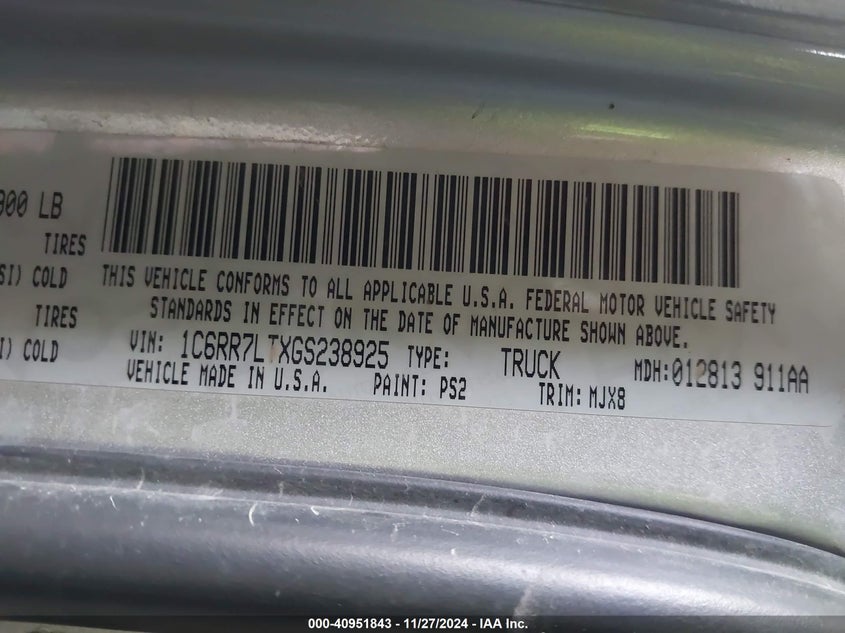 900 LB
TIRES
SI) COLD
TIRES
I) COLD
THIS VEHICLE CONFORMS TO ALL APPLICABLE U.S.A. FEDERAL MOTOR VEHICLE SAFETY
STANDARDS IN EFFECT ON THE DATE OF MANUFACTURE SHOWN ABOVE.
VIN: 1C6RR7LTXGS238925 TYPE: TRUCK MDH:012813 911AA
VEHICLE MADE IN U.S.A. PAINT: PS2 TRIM: MJX8
000-40951843 - 11/27/2024 - IAA Inc.